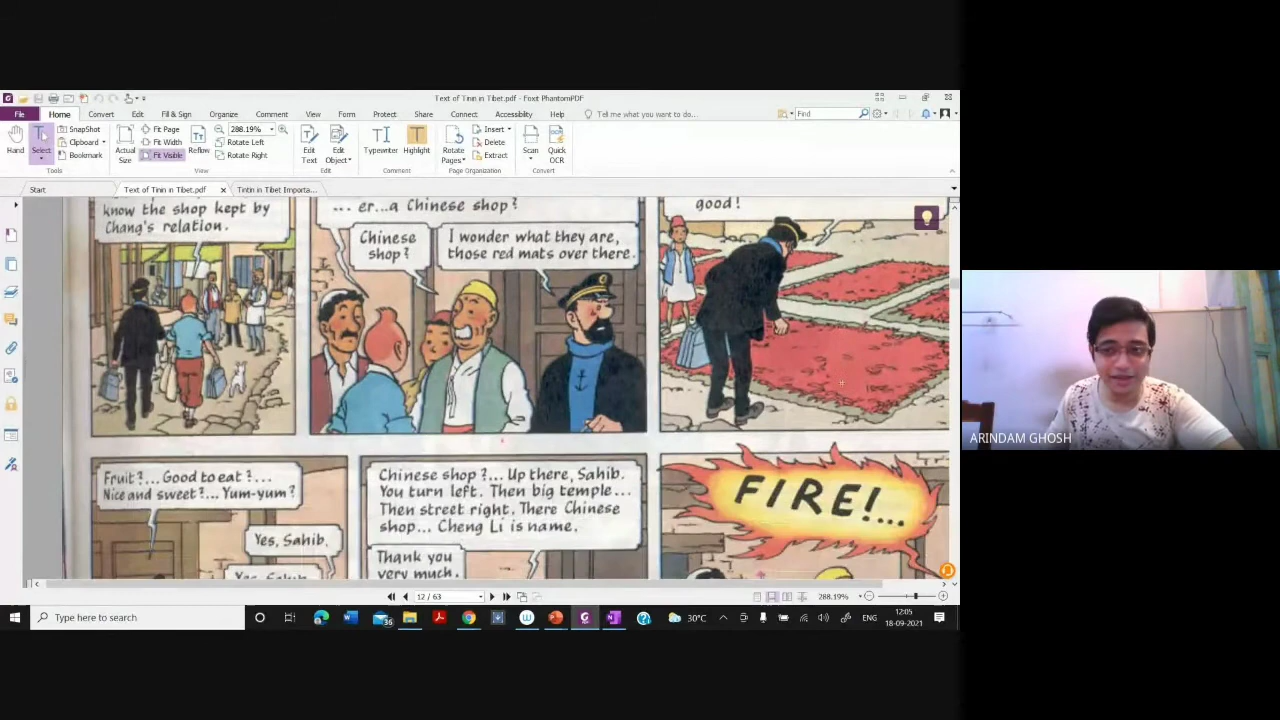 Text of Tinin in Tibet.pdf - Foxit PhantomPDF
File Home Convert Edit Fill & Sign Organize Comment View Form Protect Share Connect Accessibility Help Tell me what you want to do... Find
SnapShot
Clipboard
Bookmark
Hand Select
Actual Size
Fit Page
Fit Width
Fit Visible
Reflow
288.19%
Rotate Left
Rotate Right
Edit Text
Edit Object
Typewriter
Highlight
Rotate Pages
Insert
Delete
Extract
Scan
Quick OCR
Tools View Edit Comment Page Organization Convert
Start Text of Tinin in Tibet.pdf Tintin in Tibet Importa...
know the shop kept by
Chang's relation.
... er...a Chinese shop?
Chinese
shop?
I wonder what they are,
those red mats over there.
good!
Fruit?... Good to eat?...
Nice and sweet?... Yum-yum?
Yes, Sahib.
Chinese shop?... Up there, Sahib.
You turn left. Then big temple...
Then street right. There Chinese
shop... Cheng Li is name.
Thank you
very much.
FIRE!...
12 / 63
288.19%
Type here to search
36
30°C
ENG
12:05
18-09-2021
ARINDAM GHOSH